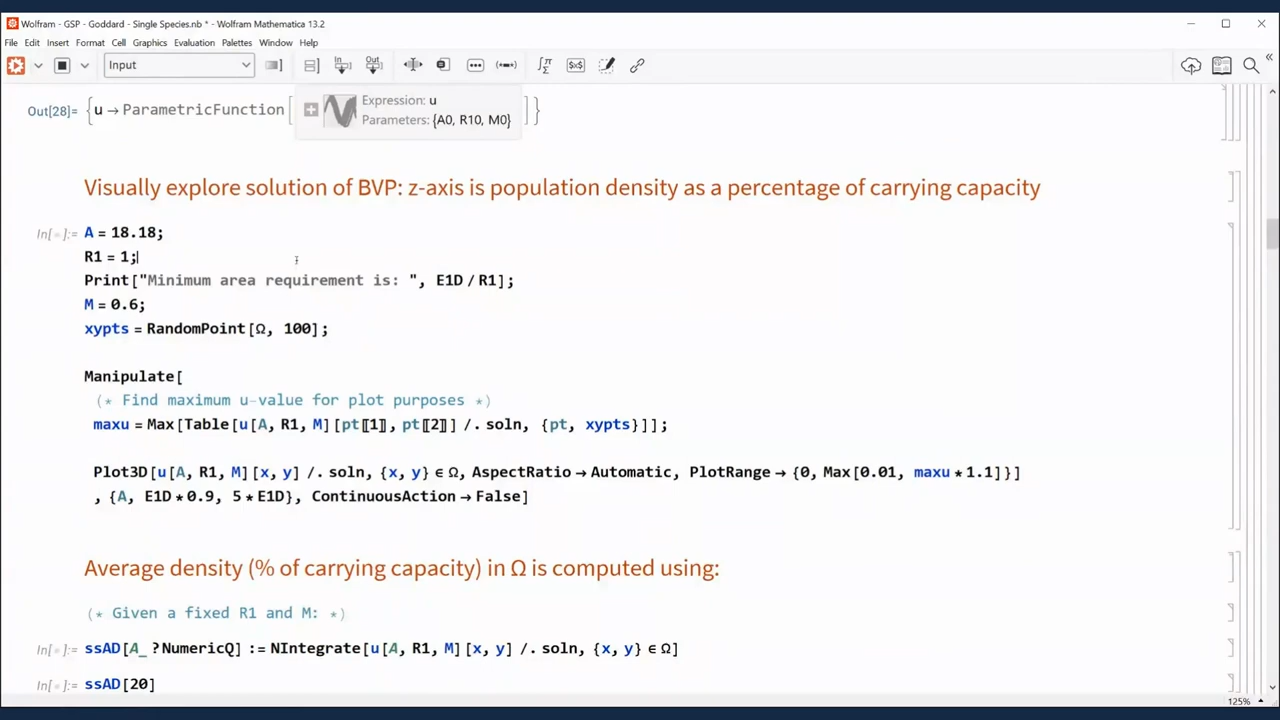 Wolfram - GSP - Goddard - Single Species.nb * - Wolfram Mathematica 13.2
File Edit Insert Format Cell Graphics Evaluation Palettes Window Help
Input
Out[28]= {u → ParametricFunction[ Expression: u ]}
Parameters: {A0, R10, M0}
Visually explore solution of BVP: z-axis is population density as a percentage of carrying capacity
In[ ]:= A = 18.18;
R1 = 1;
Print["Minimum area requirement is: ", E1D / R1];
M = 0.6;
xypts = RandomPoint[Ω, 100];
Manipulate[
(* Find maximum u-value for plot purposes *)
maxu = Max[Table[u[A, R1, M][pt〚1〛, pt〚2〛] /. soln, {pt, xypts}]];
Plot3D[u[A, R1, M][x, y] /. soln, {x, y} ∈ Ω, AspectRatio → Automatic, PlotRange → {0, Max[0.01, maxu * 1.1]}]
, {A, E1D * 0.9, 5 * E1D}, ContinuousAction → False]
Average density (% of carrying capacity) in Ω is computed using:
(* Given a fixed R1 and M: *)
In[ ]:= ssAD[A_ ?NumericQ] := NIntegrate[u[A, R1, M][x, y] /. soln, {x, y} ∈ Ω]
In[ ]:= ssAD[20]
125%